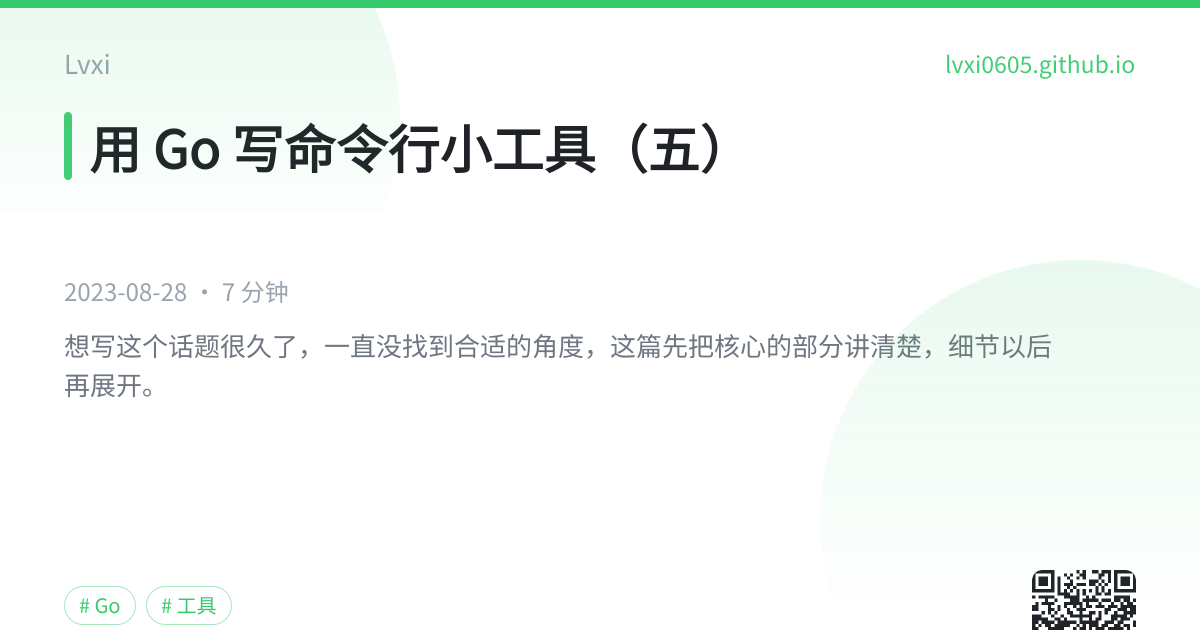 Lvxi
lvxi0605.github.io
用 Go 写命令行小工具（五）
2023-08-28 · 7 分钟
想写这个话题很久了，一直没找到合适的角度，这篇先把核心的部分讲清楚，细节以后
再展开。
# Go
# 工具